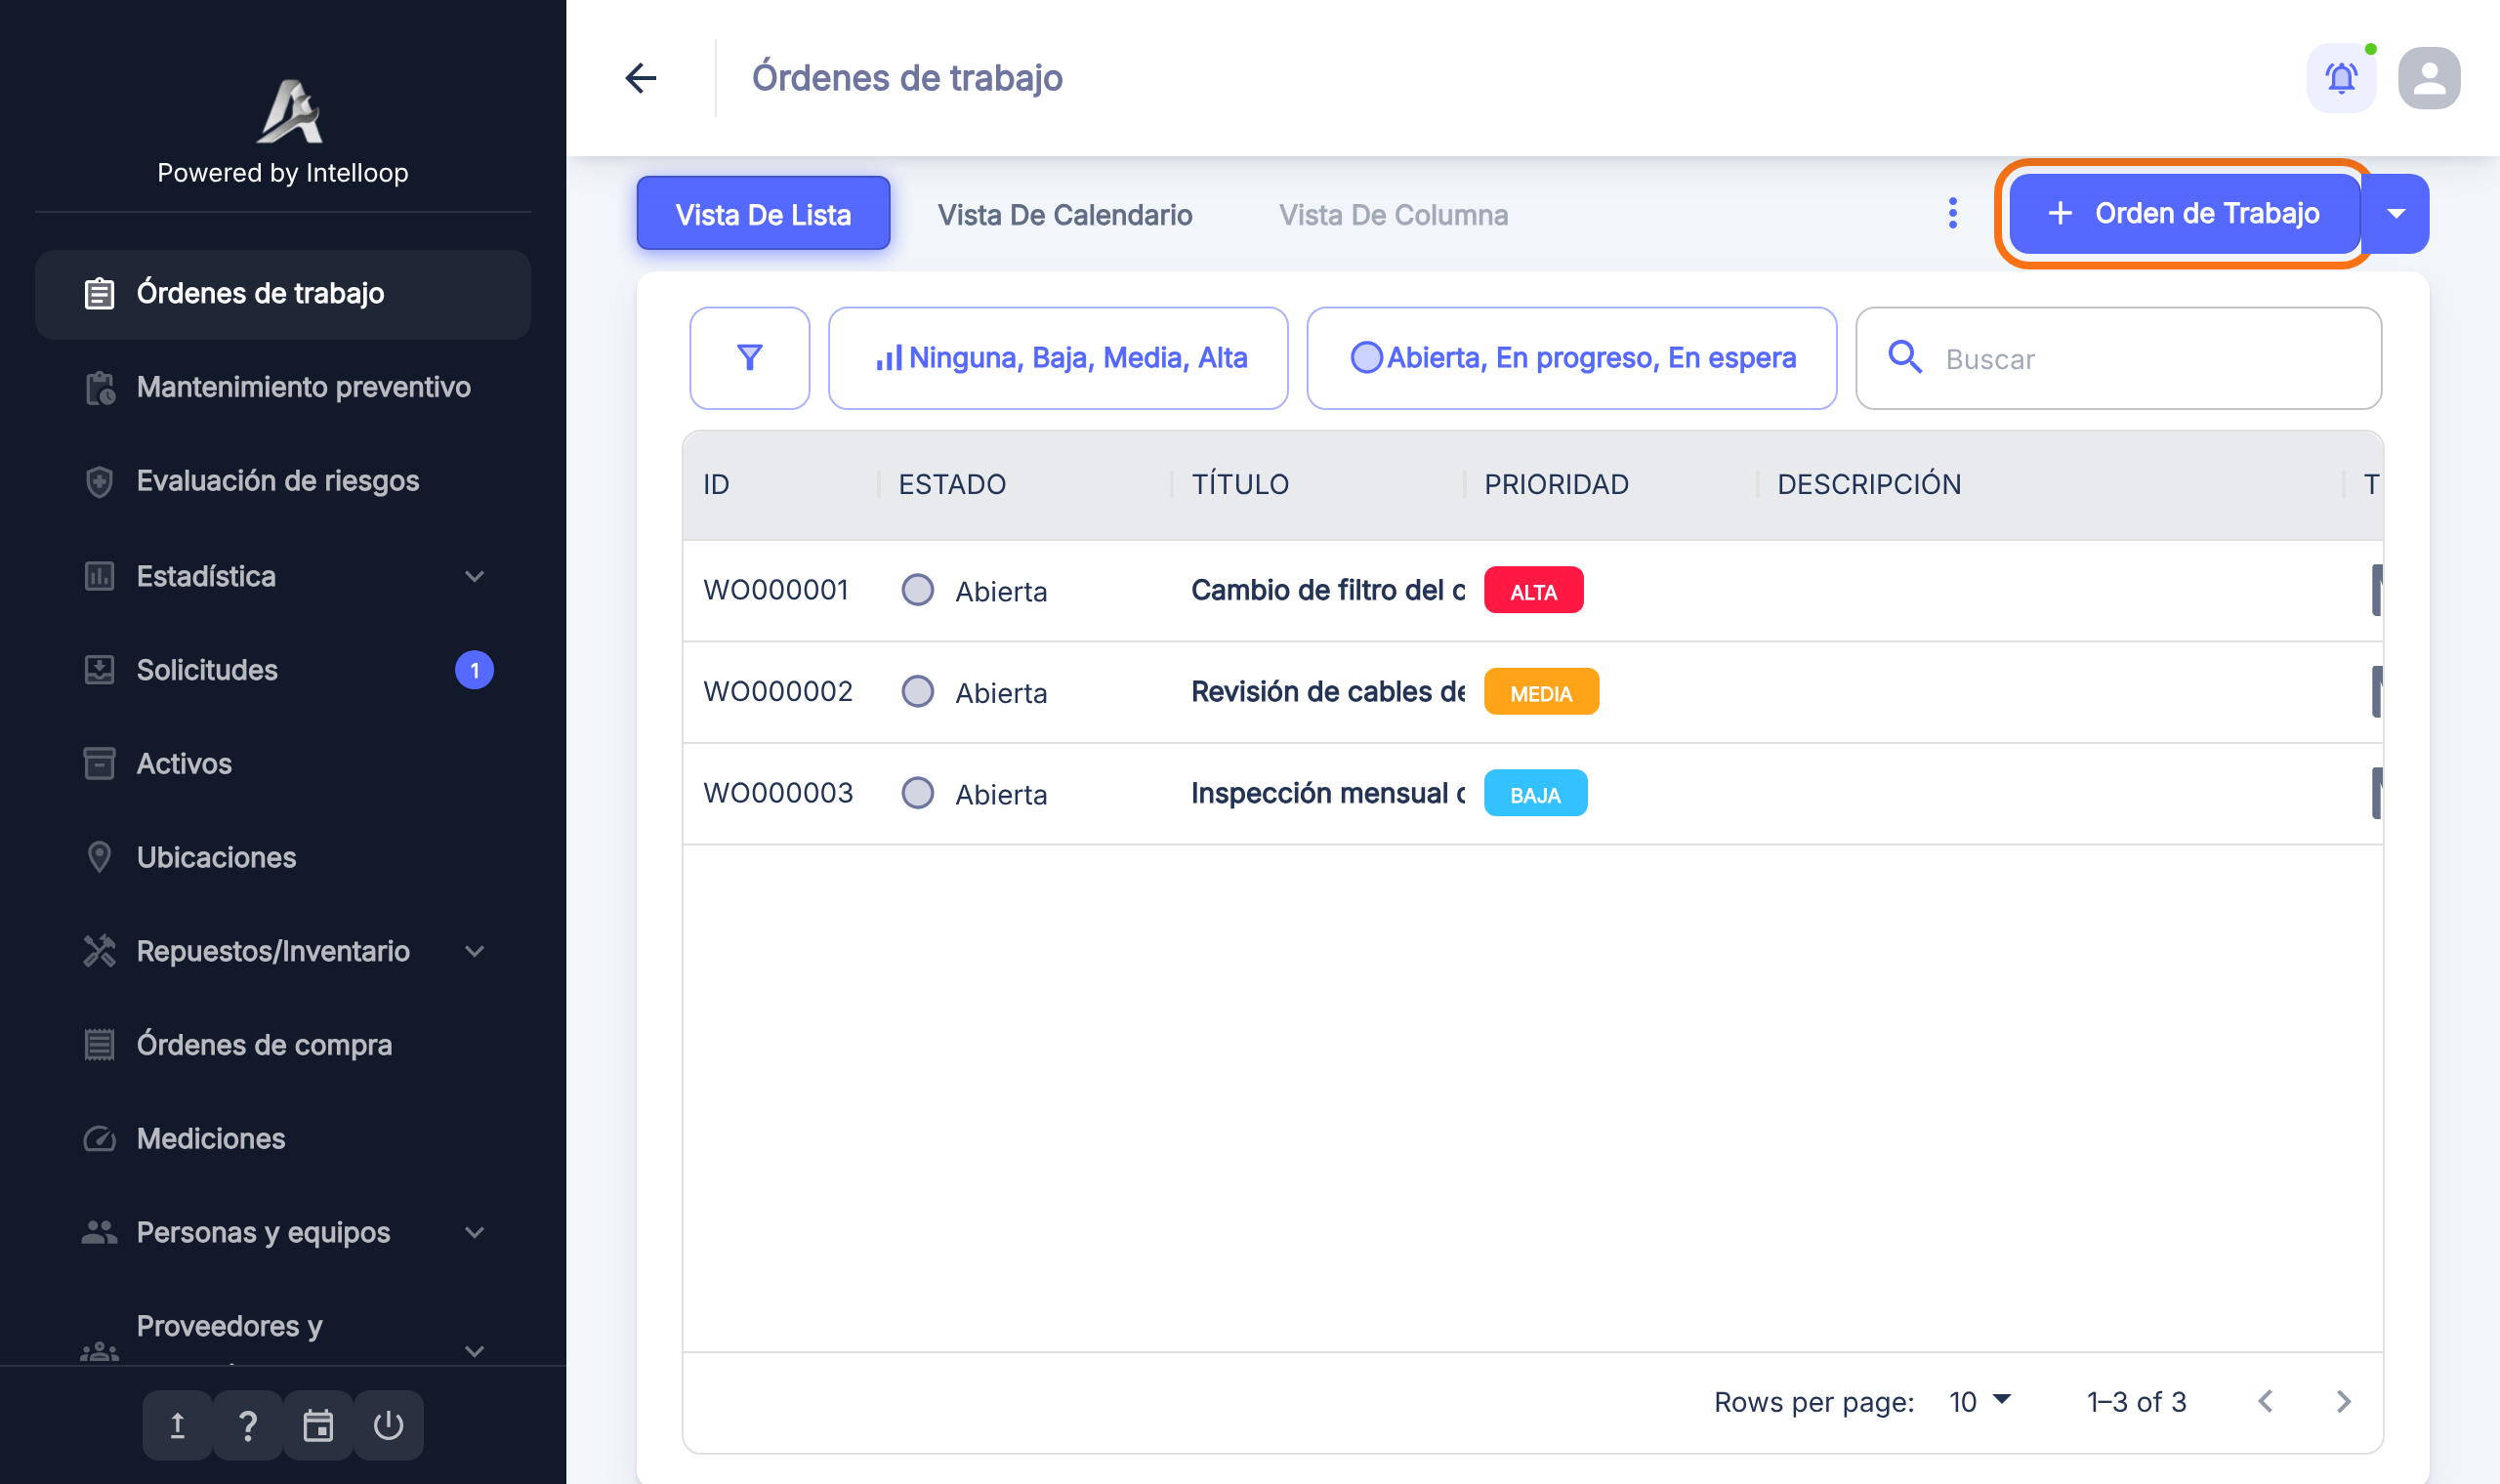 Powered by Intelloop
Órdenes de trabajo
Mantenimiento preventivo
Evaluación de riesgos
Estadística
Solicitudes 1
Activos
Ubicaciones
Repuestos/Inventario
Órdenes de compra
Mediciones
Personas y equipos
Proveedores y
Órdenes de trabajo
Vista De Lista Vista De Calendario Vista De Columna + Orden de Trabajo
Ninguna, Baja, Media, Alta Abierta, En progreso, En espera Buscar
ID ESTADO TÍTULO PRIORIDAD DESCRIPCIÓN T
WO000001 Abierta Cambio de filtro del c ALTA
WO000002 Abierta Revisión de cables de MEDIA
WO000003 Abierta Inspección mensual BAJA
Rows per page: 10 1–3 of 3